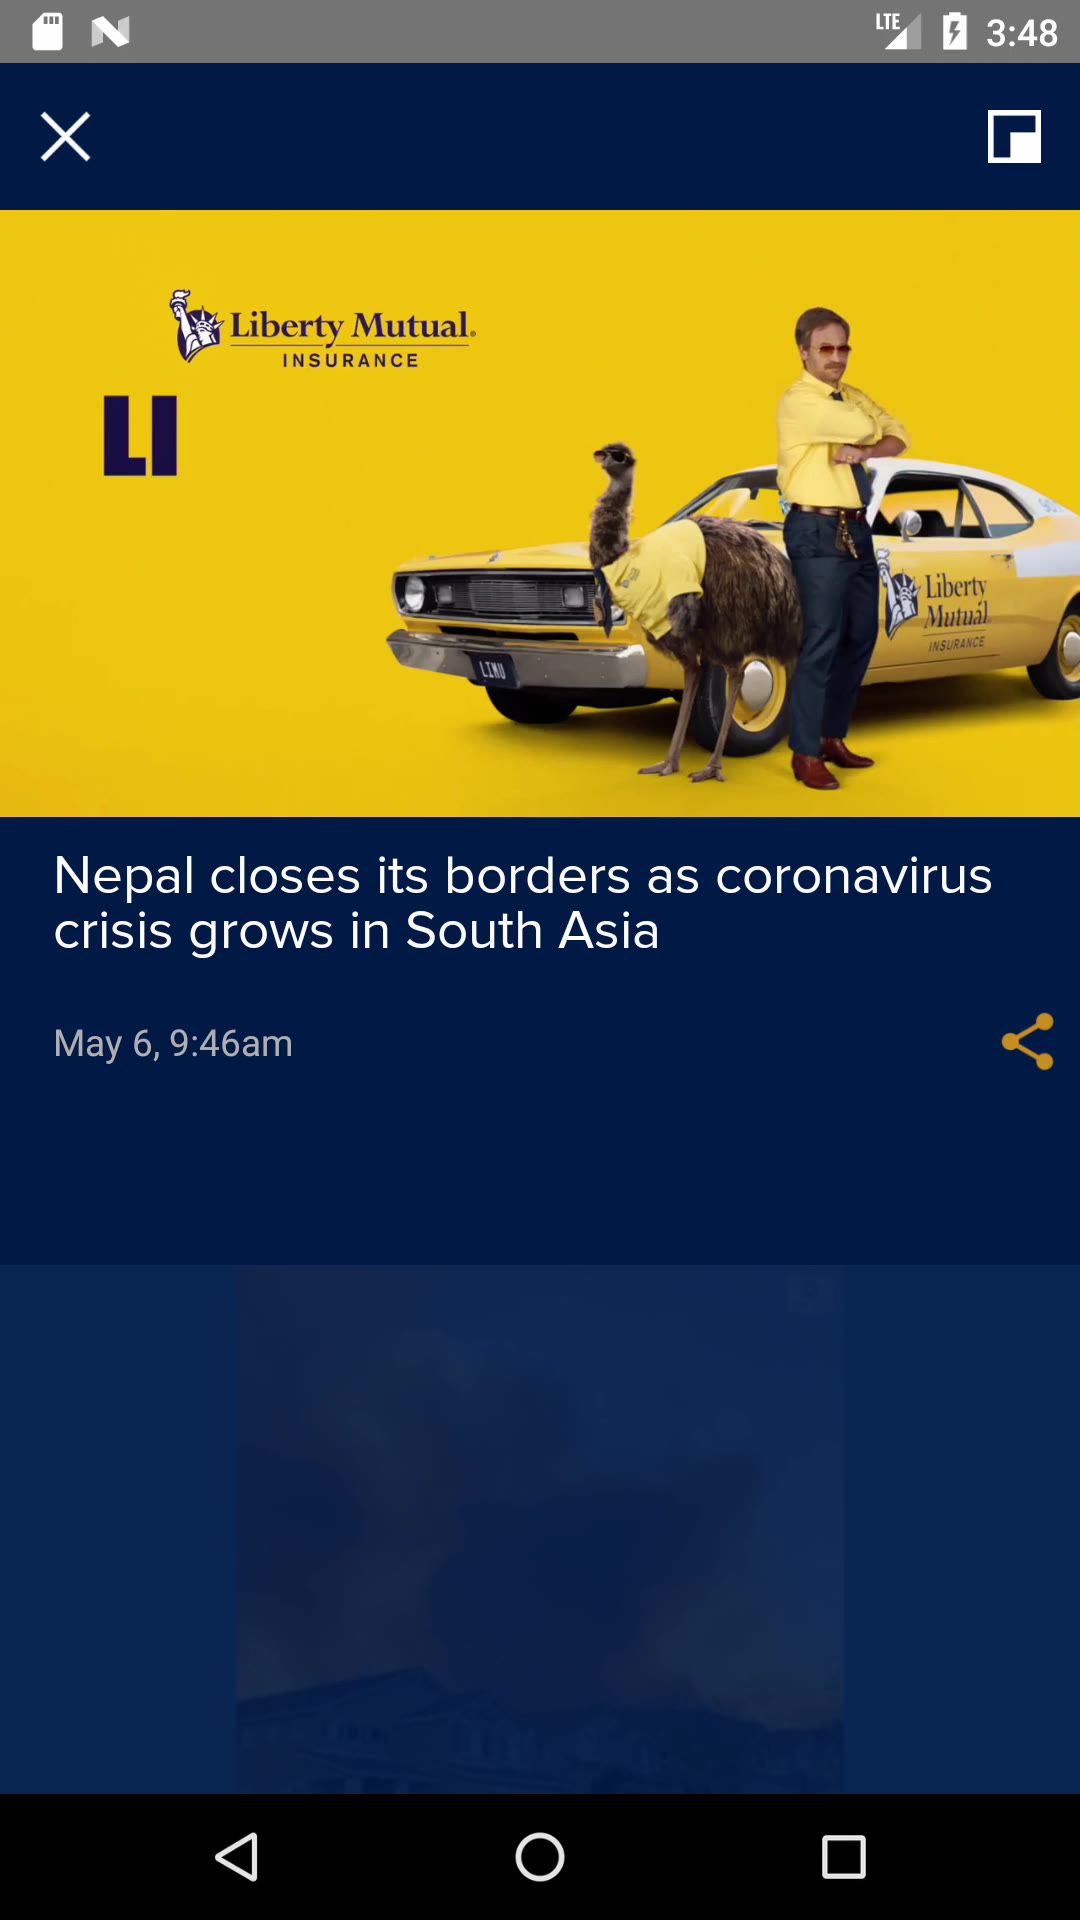 LTE 3:48
Liberty Mutual
INSURANCE
LI
Liberty
Mutual
INSURANCE
LIMU
Nepal closes its borders as coronavirus
crisis grows in South Asia
May 6, 9:46am